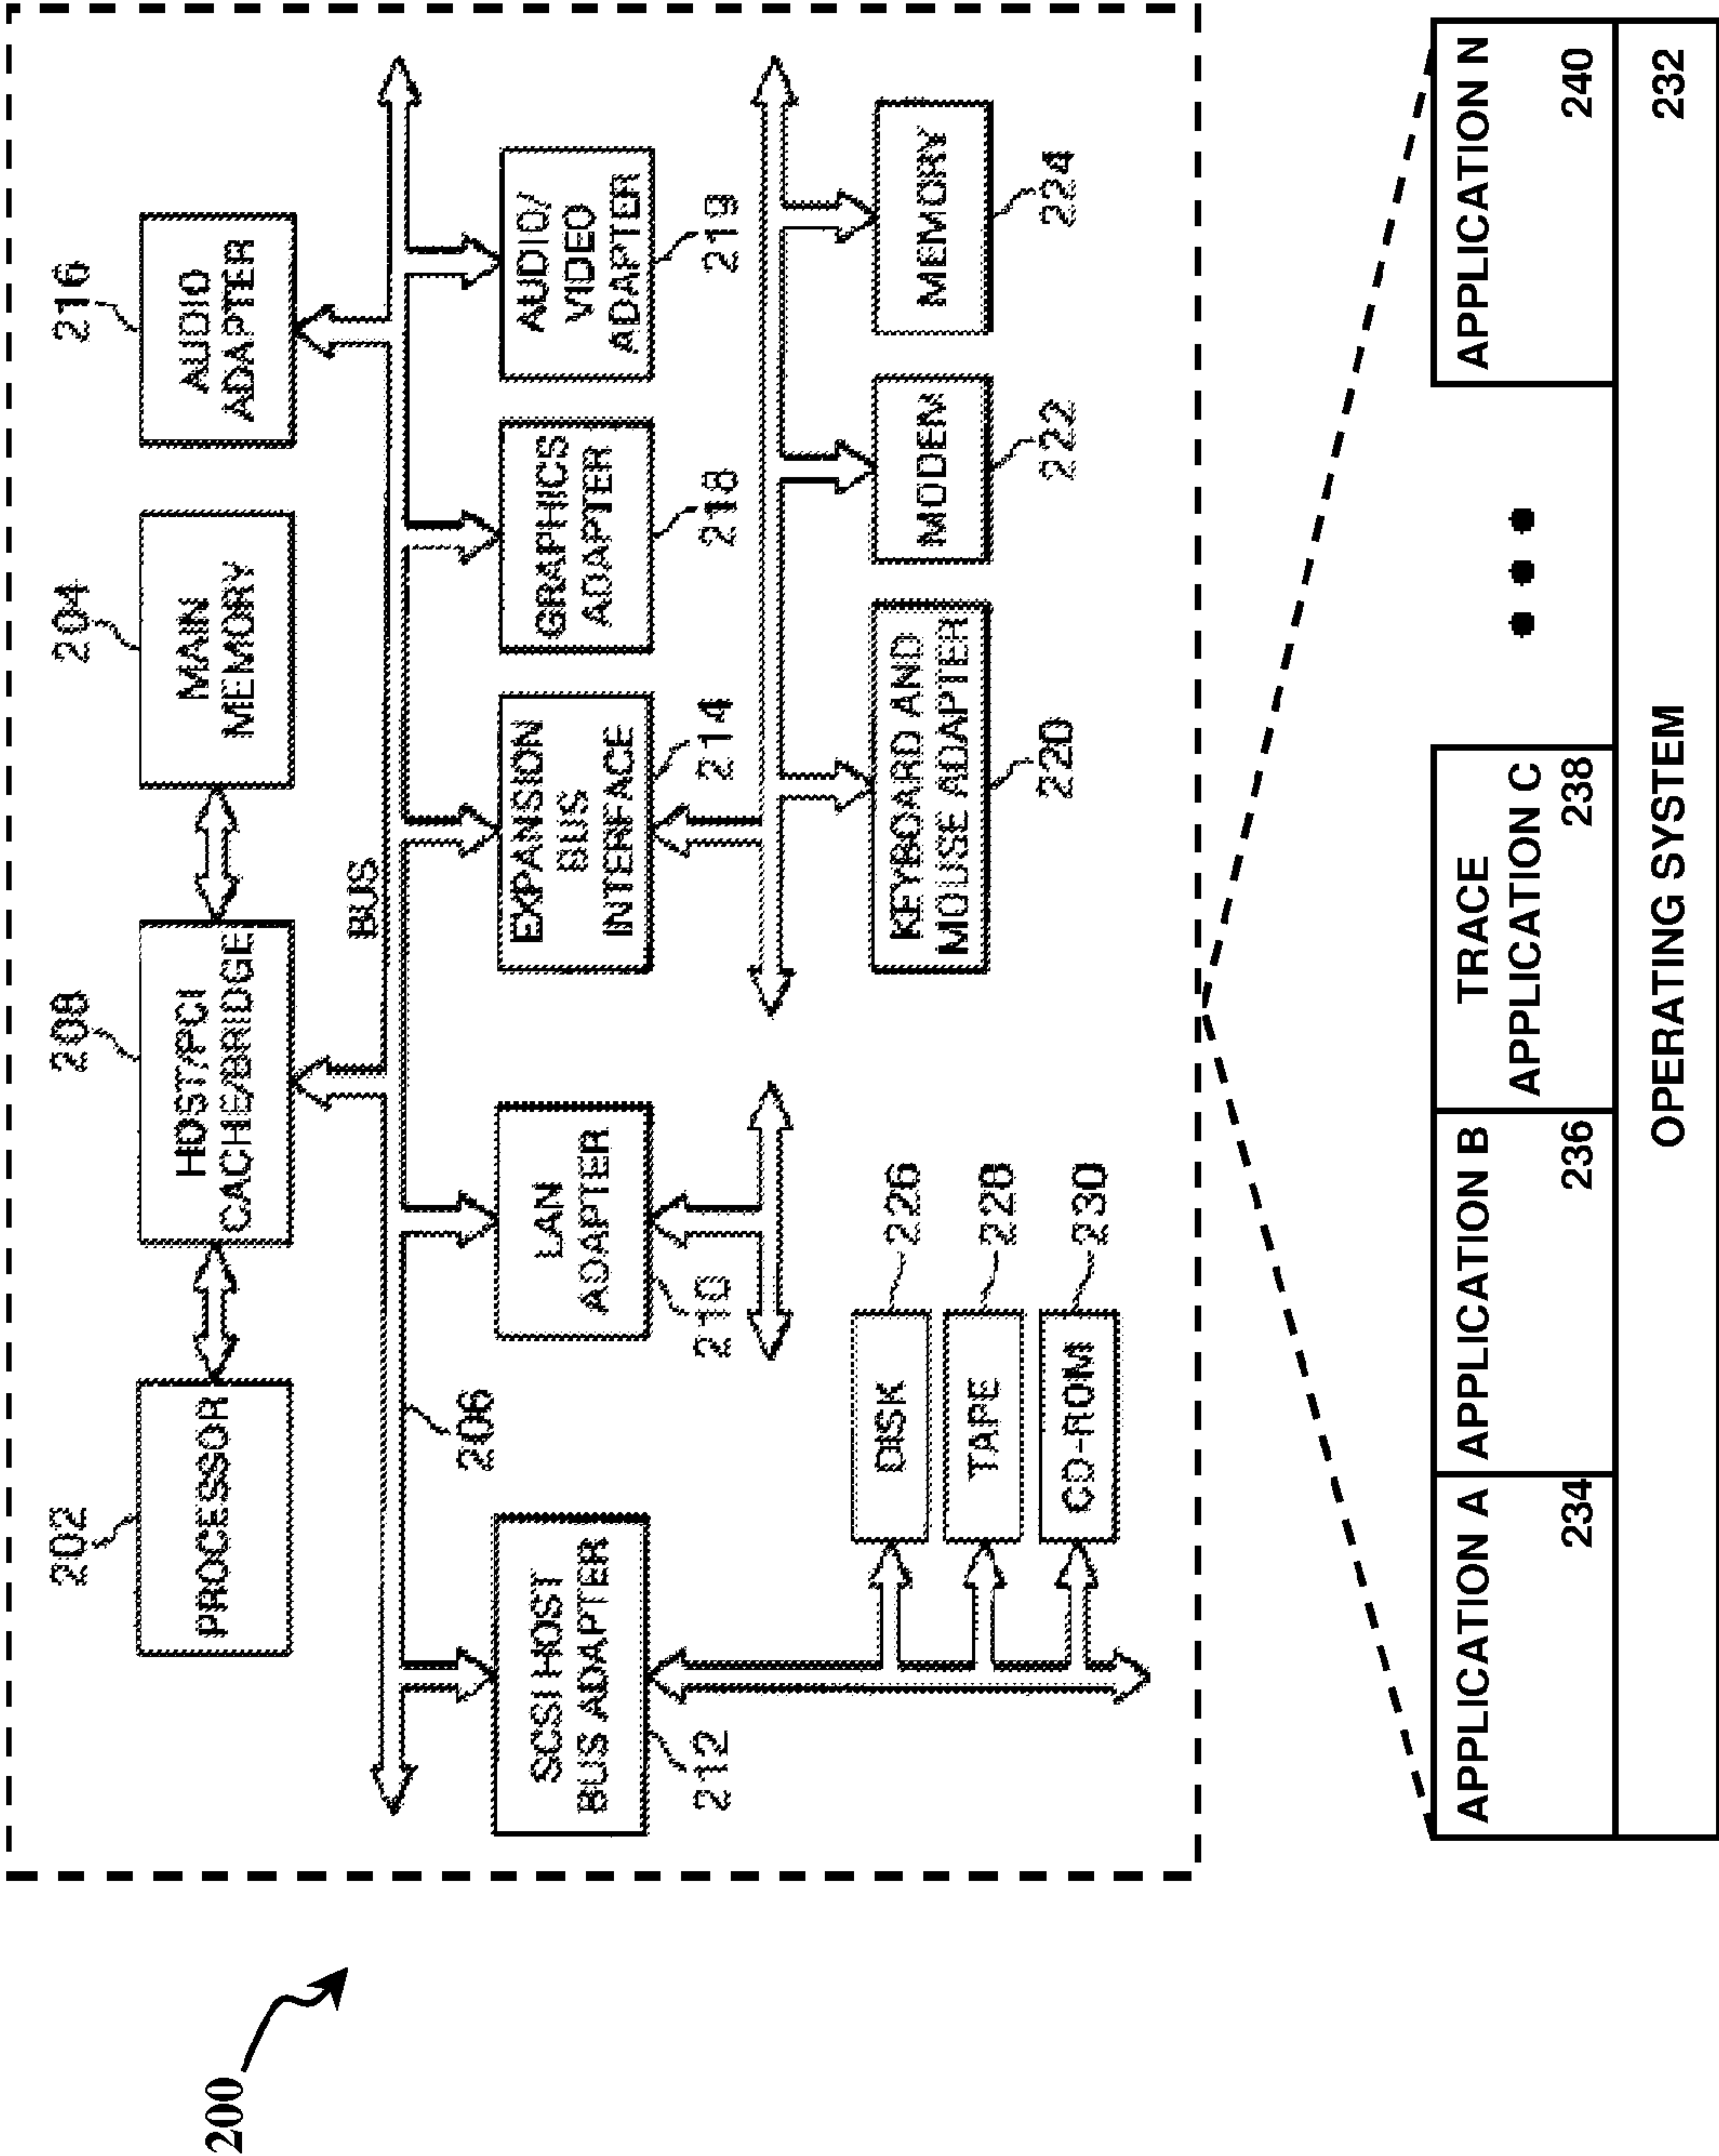 200
202
208
204
216
PROCESSOR
HOST/PCI
CACHE/BRIDGE
MAIN
MEMORY
AUDIO
ADAPTER
BUS
206
SCSI HOST
BUS ADAPTER
LAN
ADAPTER
EXPANSION
BUS
INTERFACE
GRAPHICS
ADAPTER
AUDIO/
VIDEO
ADAPTER
212
210
214
218
219
DISK
226
TAPE
228
CD-ROM
230
KEYBOARD AND
MOUSE ADAPTER
MODEM
MEMORY
220
222
224
APPLICATION A
234
APPLICATION B
236
TRACE
APPLICATION C
238
APPLICATION N
240
OPERATING SYSTEM
232